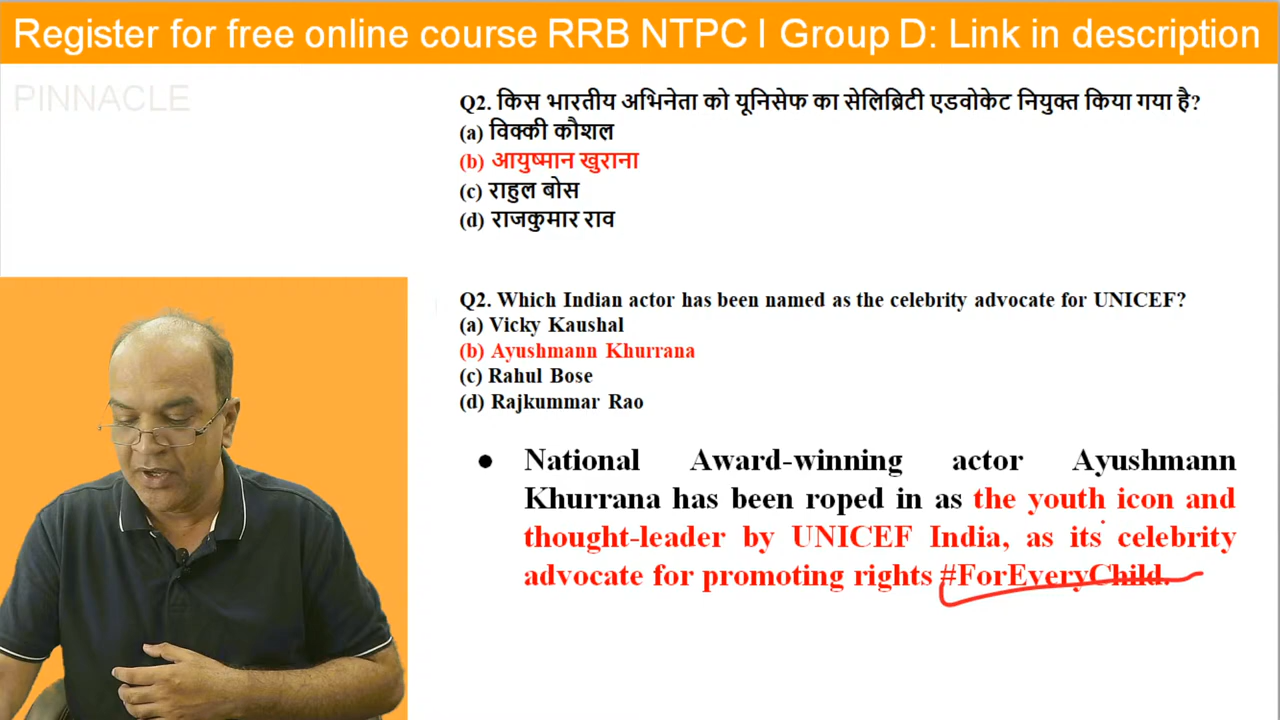 Register for free online course RRB NTPC I Group D: Link in description
PINNACLE
Q2. किस भारतीय अभिनेता को यूनिसेफ का सेलिब्रिटी एडवोकेट नियुक्त किया गया है?
(a) विक्की कौशल
(b) आयुष्मान खुराना
(c) राहुल बोस
(d) राजकुमार राव
Q2. Which Indian actor has been named as the celebrity advocate for UNICEF?
(a) Vicky Kaushal
(b) Ayushmann Khurrana
(c) Rahul Bose
(d) Rajkummar Rao
● National Award-winning actor Ayushmann
Khurrana has been roped in as the youth icon and
thought-leader by UNICEF India, as its celebrity
advocate for promoting rights #ForEveryChild.